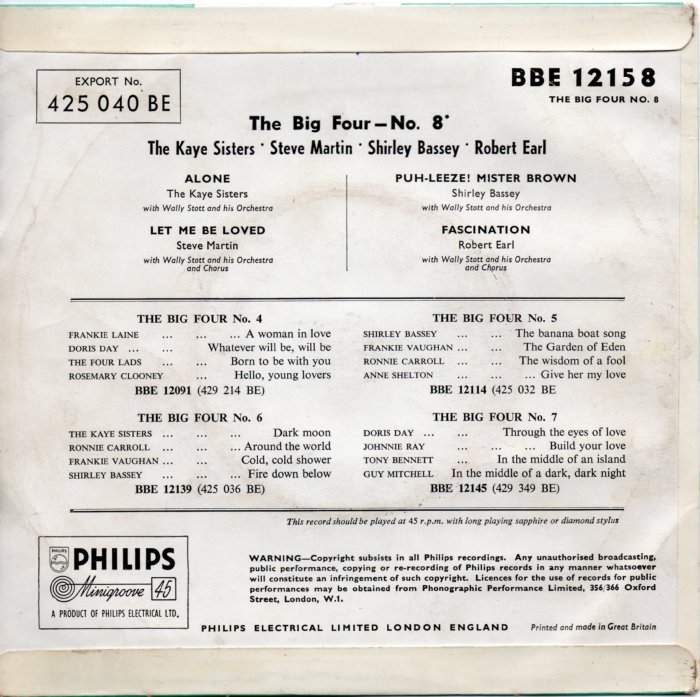 EXPORT No.
425 040 BE
BBE 12158
THE BIG FOUR NO. 8
The Big Four—No. 8*
The Kaye Sisters · Steve Martin · Shirley Bassey · Robert Earl
ALONE
The Kaye Sisters
with Wally Stott and his Orchestra
LET ME BE LOVED
Steve Martin
with Wally Stott and his Orchestra
and Chorus
PUH-LEEZE! MISTER BROWN
Shirley Bassey
with Wally Stott and his Orchestra
FASCINATION
Robert Earl
with Wally Stott and his Orchestra
and Chorus
THE BIG FOUR No. 4
FRANKIE LAINE ... ... ... A woman in love
DORIS DAY ... ... Whatever will be, will be
THE FOUR LADS ... ... Born to be with you
ROSEMARY CLOONEY ... Hello, young lovers
BBE 12091 (429 214 BE)
THE BIG FOUR No. 5
SHIRLEY BASSEY ... ... The banana boat song
FRANKIE VAUGHAN ... ... The Garden of Eden
RONNIE CARROLL ... ... The wisdom of a fool
ANNE SHELTON ... ... Give her my love
BBE 12114 (425 032 BE
THE BIG FOUR No. 6
THE KAYE SISTERS ... ... ... Dark moon
RONNIE CARROLL ... ... Around the world
FRANKIE VAUGHAN ... ... Cold, cold shower
SHIRLEY BASSEY ... ... Fire down below
BBE 12139 (425 036 BE)
THE BIG FOUR No. 7
DORIS DAY ... ... Through the eyes of love
JOHNNIE RAY ... ... ... Build your love
TONY BENNETT ... In the middle of an island
GUY MITCHELL In the middle of a dark, dark night
BBE 12145 (429 349 BE)
This record should be played at 45 r.p.m. with long playing sapphire or diamond stylus
PHILIPS
PHILIPS
Minigroove 45
A PRODUCT OF PHILIPS ELECTRICAL LTD.
WARNING—Copyright subsists in all Philips recordings. Any unauthorised broadcasting,
public performance, copying or re-recording of Philips records in any manner whatsoever
will constitute an infringement of such copyright. Licences for the use of records for public
performances may be obtained from Phonographic Performance Limited, 356/366 Oxford
Street, London, W.1.
PHILIPS ELECTRICAL LIMITED LONDON ENGLAND
Printed and made in Great Britain